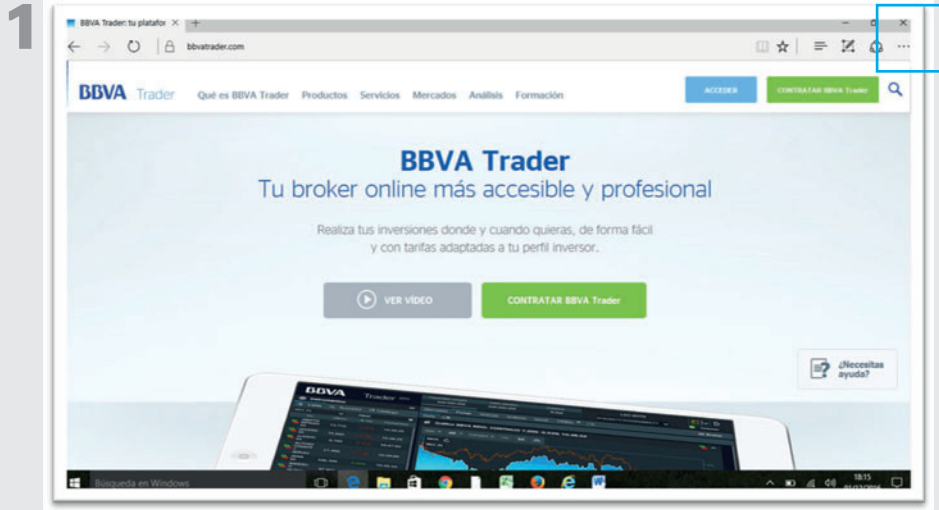 1
BBVA Trader: tu platafor
bbvatrader.com
BBVA Trader Qué es BBVA Trader Productos Servicios Mercados Análisis Formación ACCEDER CONTRATAR BBVA Trader
BBVA Trader
Tu broker online más accesible y profesional
Realiza tus inversiones donde y cuando quieras, de forma fácil
y con tarifas adaptadas a tu perfil inversor.
VER VÍDEO CONTRATAR BBVA Trader
¿Necesitas
ayuda?
BBVA Trader
Búsqueda en Windows 18:15
01/12/2016